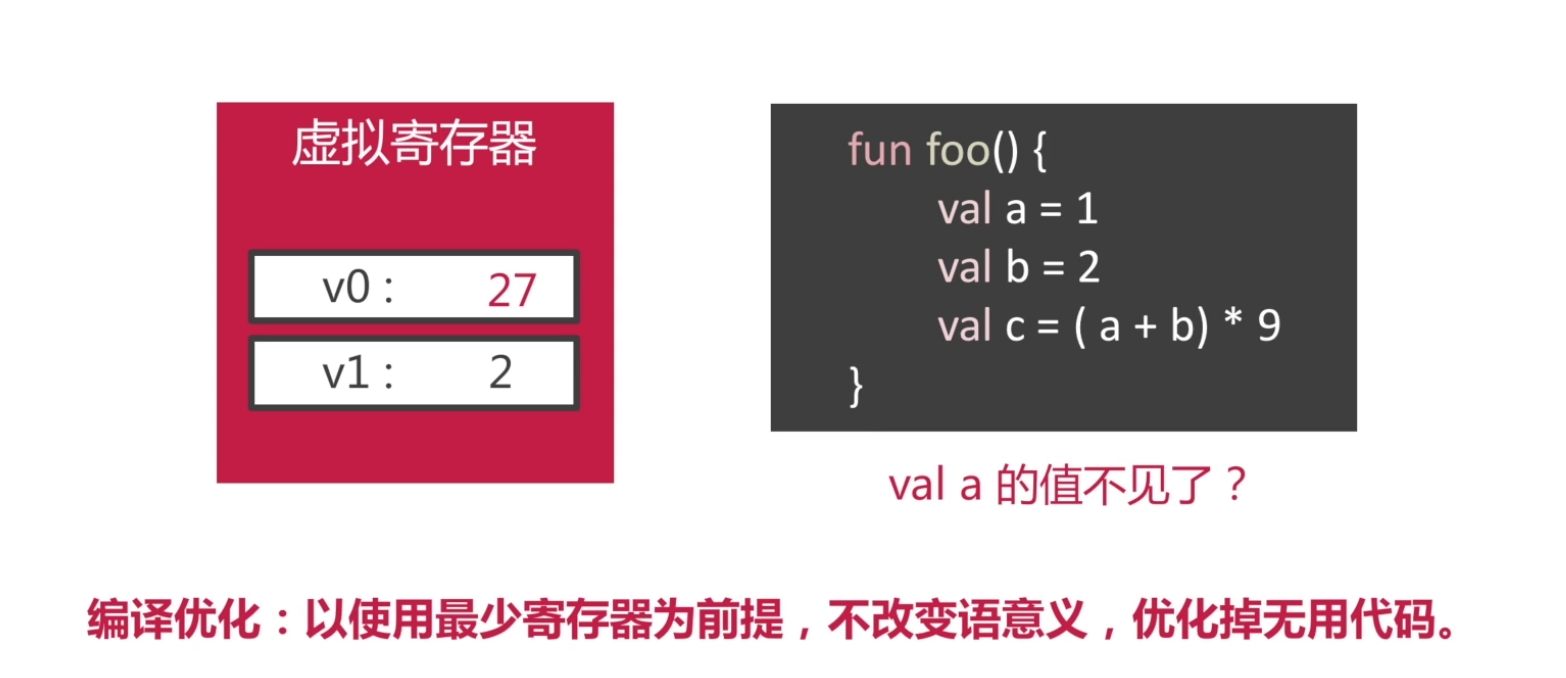 虚拟寄存器
v0 : 27
v1 : 2
fun foo() {
val a = 1
val b = 2
val c = ( a + b) * 9
}
val a 的值不见了？
编译优化：以使用最少寄存器为前提，不改变语意义，优化掉无用代码。